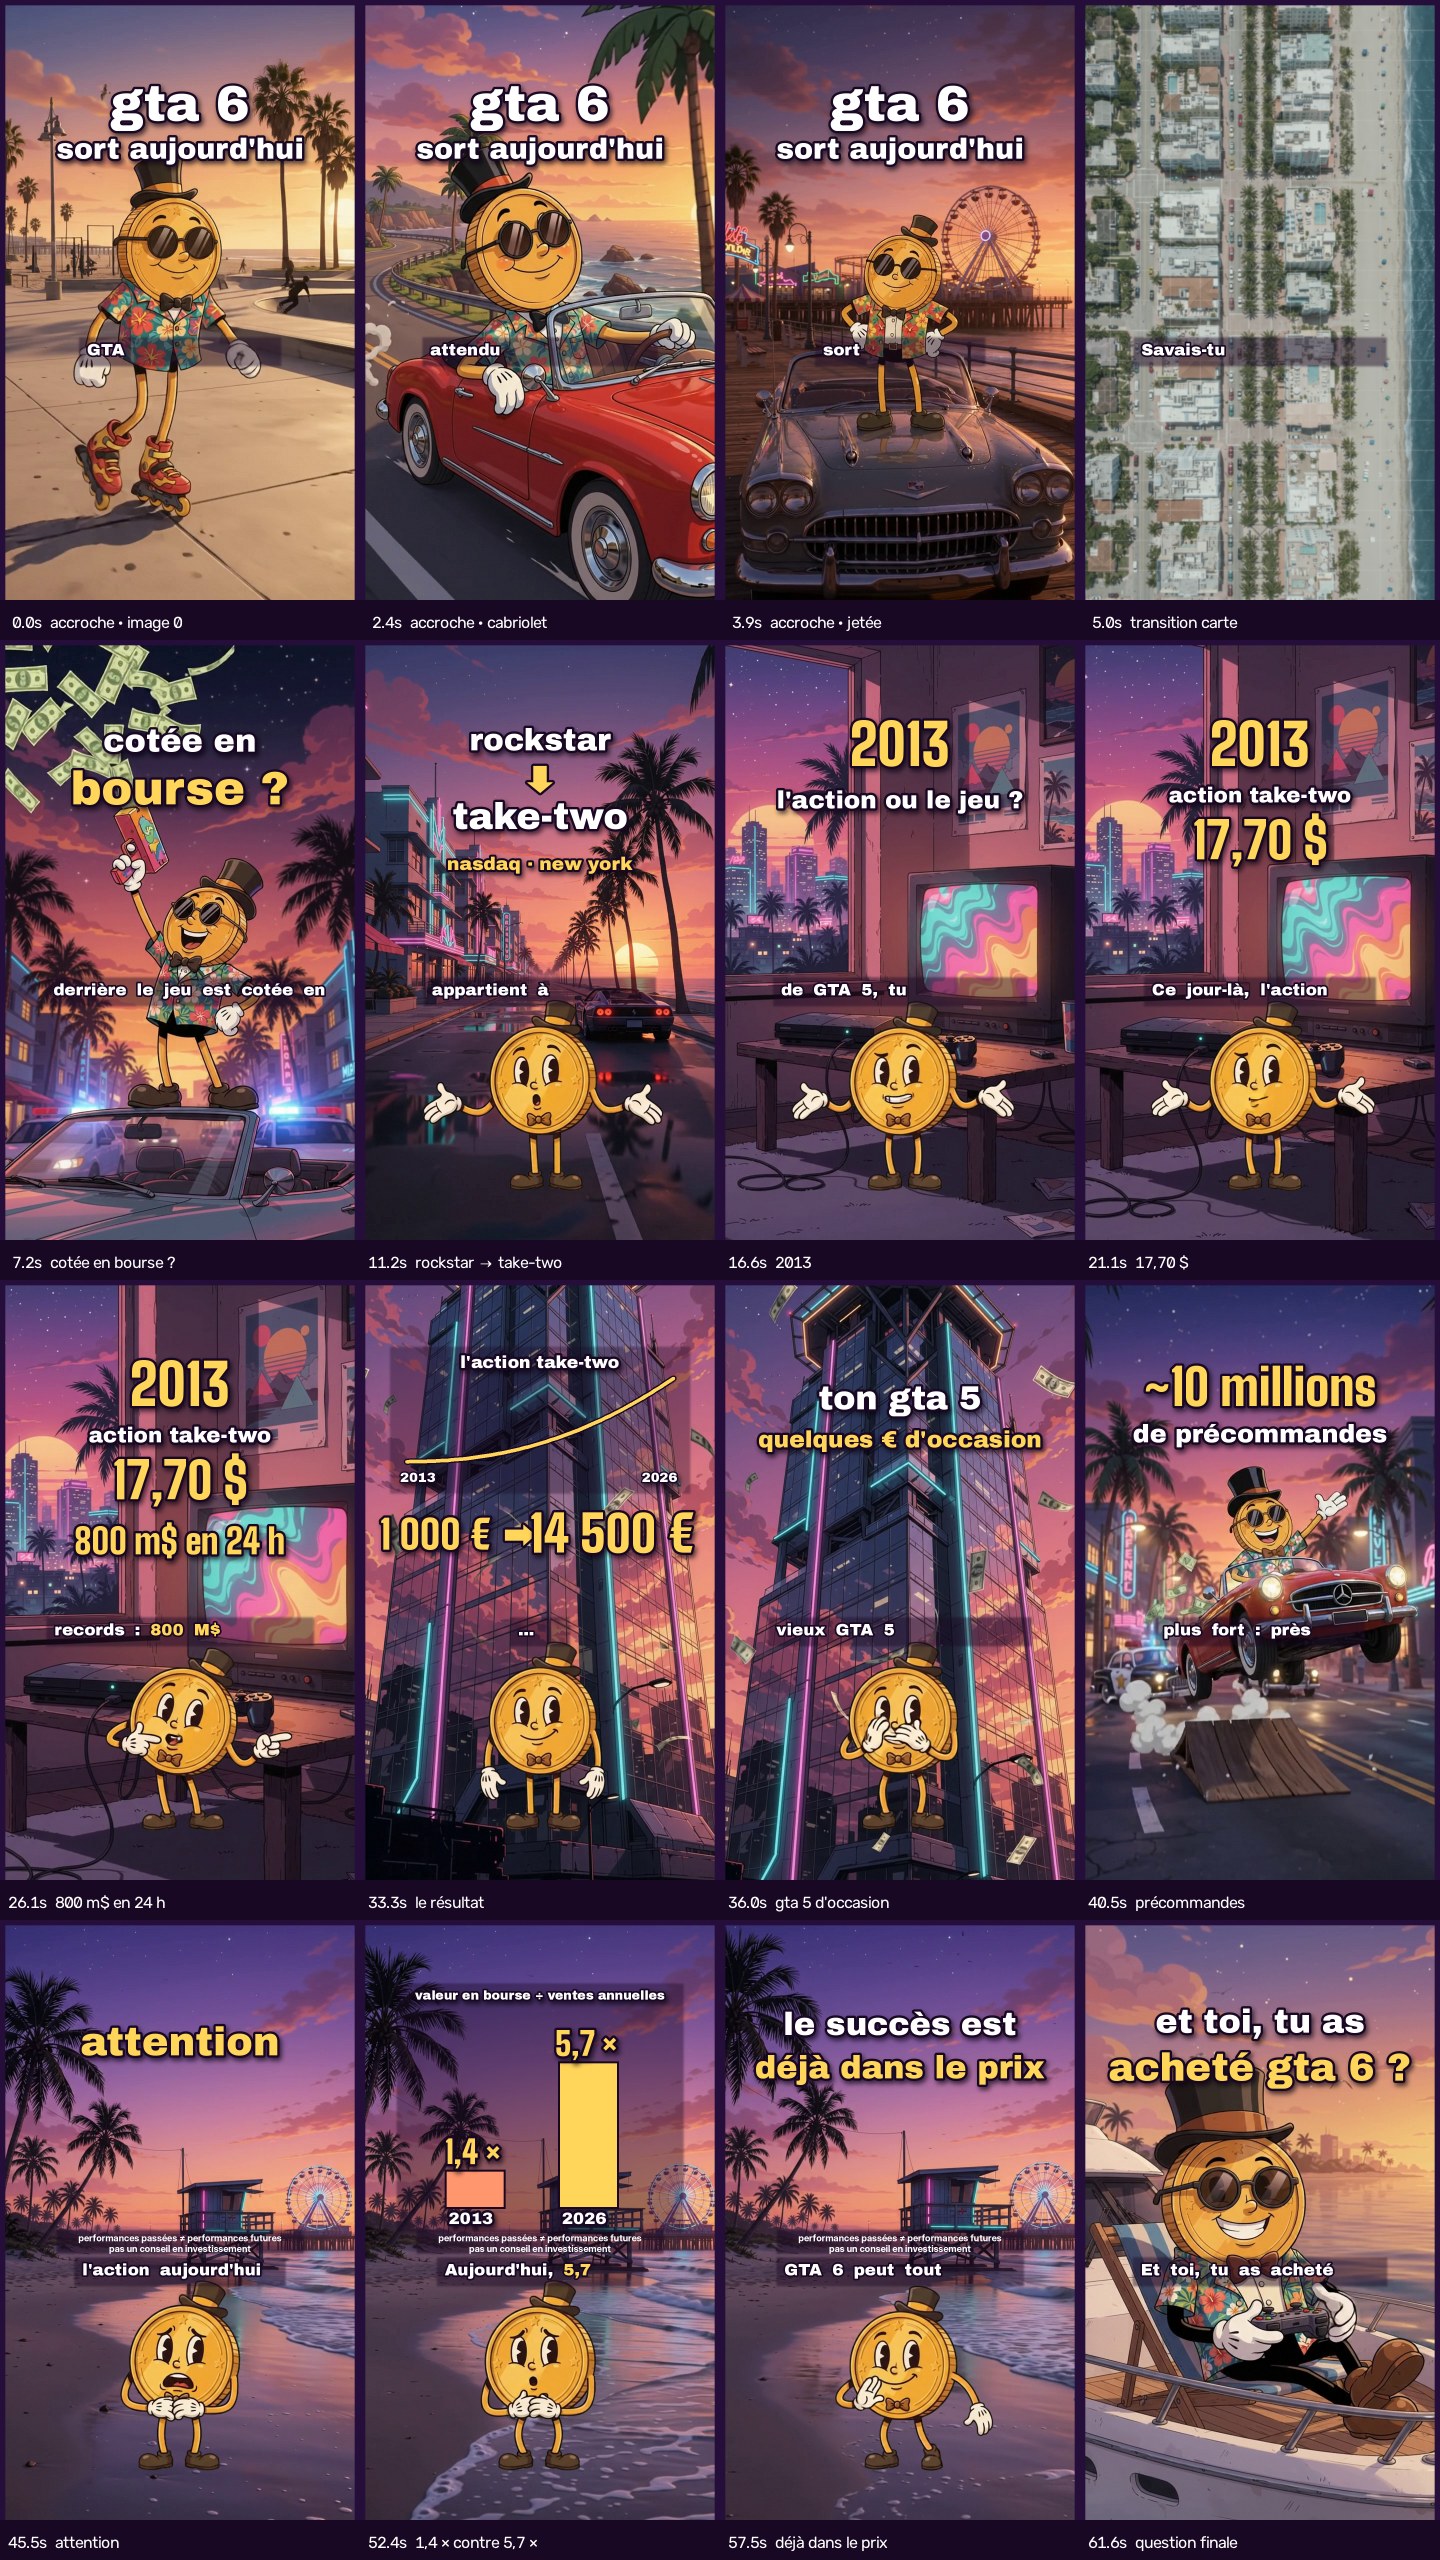 gta 6
sort aujourd'hui
GTA
0.0s accroche • image 0
gta 6
sort aujourd'hui
attendu
2.4s accroche • cabriolet
gta 6
sort aujourd'hui
sort
3.9s accroche • jetée
Savais-tu
5.0s transition carte
cotée en
bourse ?
derrière le jeu est cotée en
7.2s cotée en bourse ?
rockstar
take-two
nasdaq · new york
appartient à
11.2s rockstar → take-two
2013
l'action ou le jeu ?
de GTA 5, tu
16.6s 2013
2013
action take-two
17,70 $
Ce jour-là, l'action
21.1s 17,70 $
2013
action take-two
17,70 $
800 m$ en 24 h
records : 800 M$
26.1s 800 m$ en 24 h
l'action take-two
2013 2026
1 000 € ➡14 500 €
...
33.3s le résultat
ton gta 5
quelques € d'occasion
vieux GTA 5
36.0s gta 5 d'occasion
~10 millions
de précommandes
plus fort : près
40.5s précommandes
attention
performances passées ≠ performances futures
pas un conseil en investissement
l'action aujourd'hui
45.5s attention
valeur en bourse ÷ ventes annuelles
5,7 ×
1,4 ×
2013 2026
performances passées ≠ performances futures
pas un conseil en investissement
Aujourd'hui, 5,7
52.4s 1,4 × contre 5,7 ×
le succès est
déjà dans le prix
performances passées ≠ performances futures
pas un conseil en investissement
GTA 6 peut tout
57.5s déjà dans le prix
et toi, tu as
acheté gta 6 ?
Et toi, tu as acheté
61.6s question finale